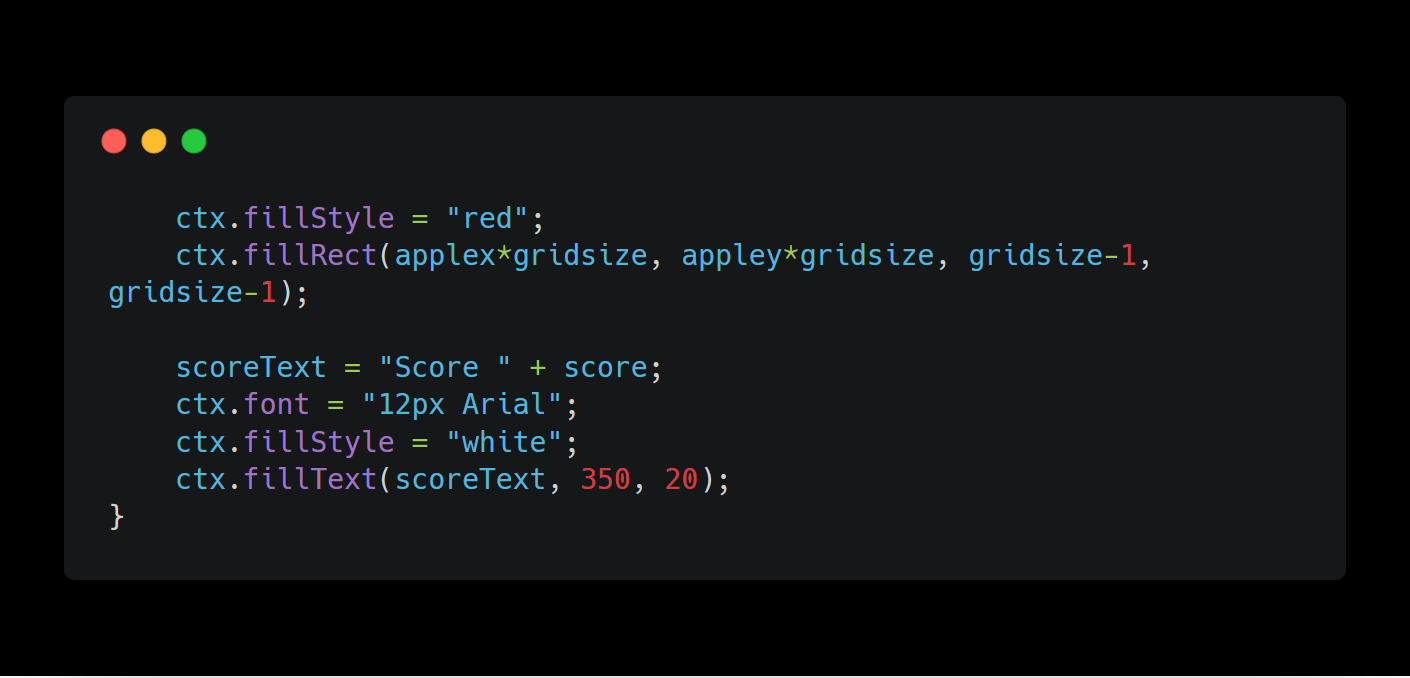 ctx.fillStyle = "red";
ctx.fillRect(applex*gridsize, appley*gridsize, gridsize-1,
gridsize-1);
scoreText = "Score " + score;
ctx.font = "12px Arial";
ctx.fillStyle = "white";
ctx.fillText(scoreText, 350, 20);
}